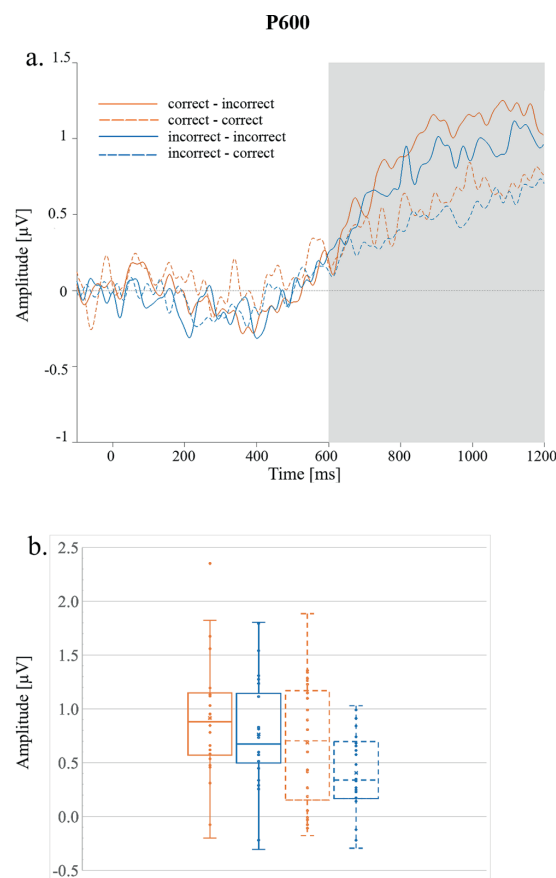 P600
a.
1.5
1
0.5
0
-0.5
-1
Amplitude [µV]
correct - incorrect
correct - correct
incorrect - incorrect
incorrect - correct
0 200 400 600 800 1000 1200
Time [ms]
b.
2.5
2.0
1.5
1.0
0.5
0.0
-0.5
Amplitude [µV]